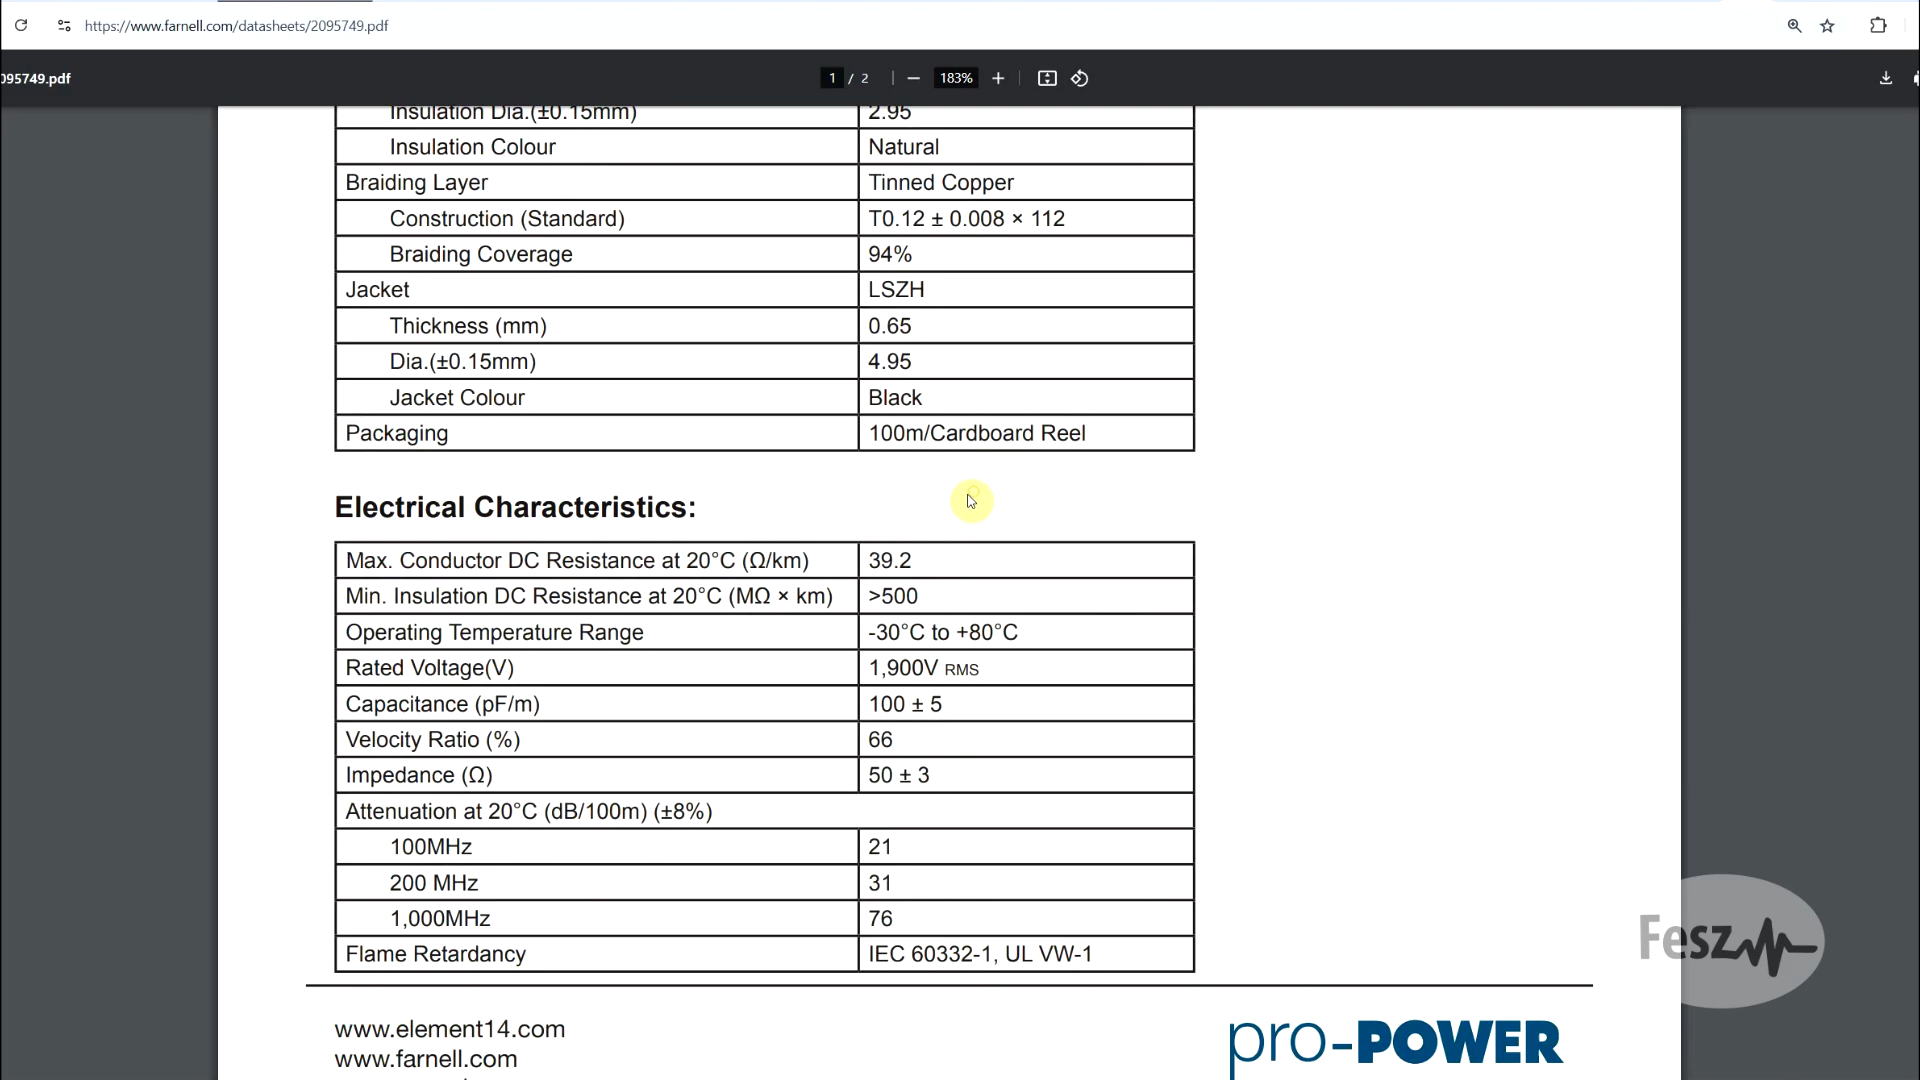 https://www.farnell.com/datasheets/2095749.pdf
095749.pdf
1 / 2
183%
Insulation Dia.(±0.15mm) 2.95
Insulation Colour Natural
Braiding Layer Tinned Copper
Construction (Standard) T0.12 ± 0.008 × 112
Braiding Coverage 94%
Jacket LSZH
Thickness (mm) 0.65
Dia.(±0.15mm) 4.95
Jacket Colour Black
Packaging 100m/Cardboard Reel
Electrical Characteristics:
Max. Conductor DC Resistance at 20°C (Ω/km) 39.2
Min. Insulation DC Resistance at 20°C (MΩ × km) >500
Operating Temperature Range -30°C to +80°C
Rated Voltage(V) 1,900V RMS
Capacitance (pF/m) 100 ± 5
Velocity Ratio (%) 66
Impedance (Ω) 50 ± 3
Attenuation at 20°C (dB/100m) (±8%)
100MHz 21
200 MHz 31
1,000MHz 76
Flame Retardancy IEC 60332-1, UL VW-1
Fesz
www.element14.com
www.farnell.com
pro-POWER